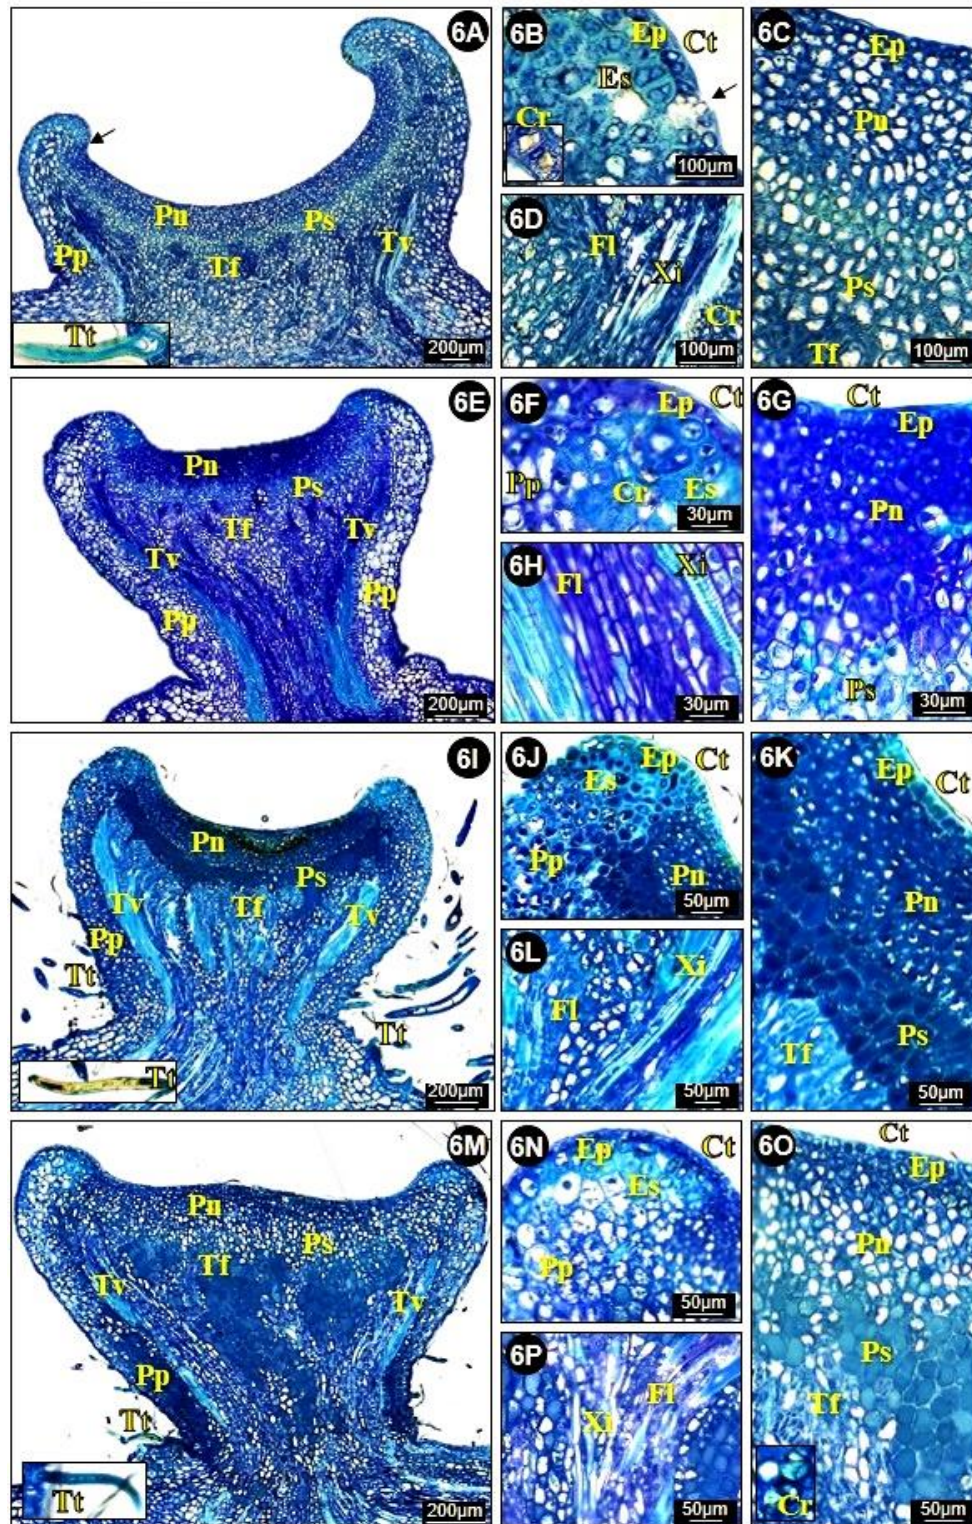 6A
Pn
Ps
Pp
Tf
Tv
Tt
200µm
6B
Ep
Ct
Es
Cr
100µm
6C
Ep
Pn
Ps
Tf
100µm
6D
Fl
Xi
Cr
100µm
6E
Pn
Ps
Tf
Tv
Tv
Pp
Pp
200µm
6F
Ct
Ep
Pp
Cr
Es
30µm
6G
Ct
Ep
Pn
Ps
30µm
6H
Fl
Xi
30µm
6I
Pn
Ps
Tv
Tf
Tv
Pp
Tt
Tt
Tt
200µm
6J
Ep
Ct
Es
Pp
Pn
50µm
6K
Ep
Ct
Pn
Ps
Tf
50µm
6L
Xi
Fl
50µm
6M
Pn
Ps
Tf
Tv
Tv
Pp
Tt
Tt
200µm
6N
Ep
Ct
Es
Pp
50µm
6O
Ct
Ep
Pn
Ps
Tf
Cr
50µm
6P
Fl
Xi
50µm